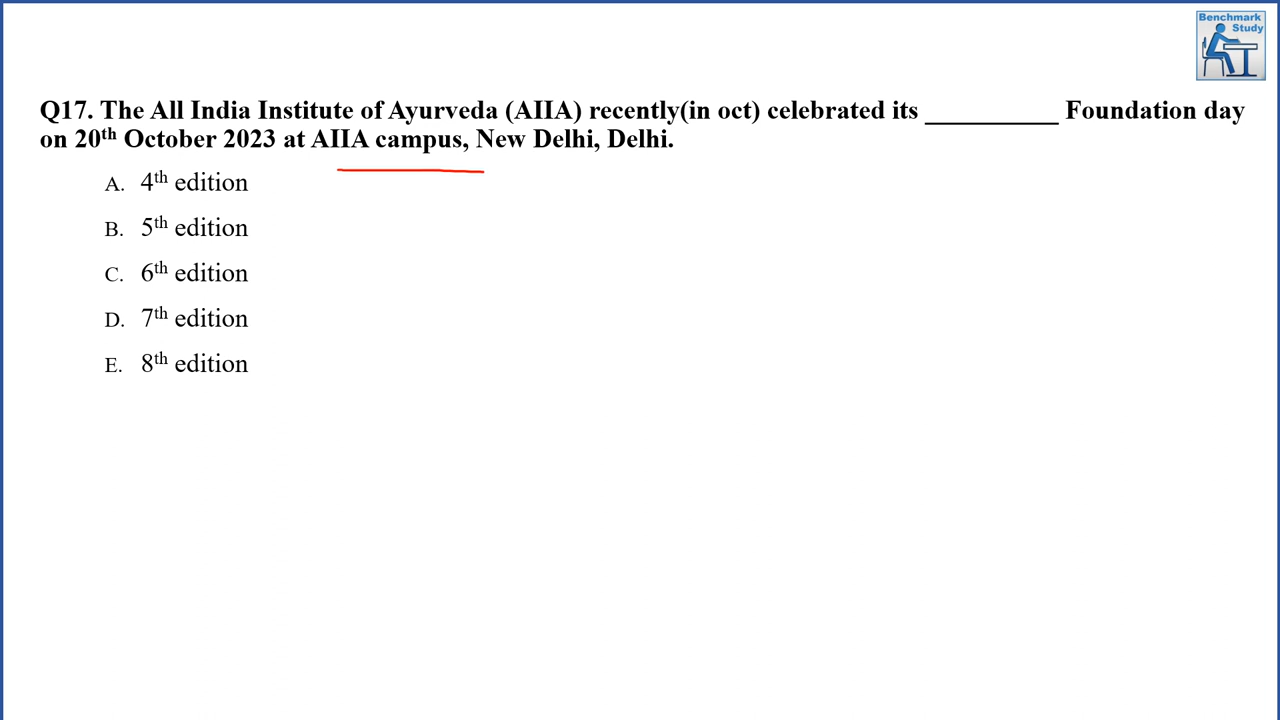 Benchmark
Study
Q17. The All India Institute of Ayurveda (AIIA) recently(in oct) celebrated its __________ Foundation day
on 20th October 2023 at AIIA campus, New Delhi, Delhi.
A. 4th edition
B. 5th edition
C. 6th edition
D. 7th edition
E. 8th edition